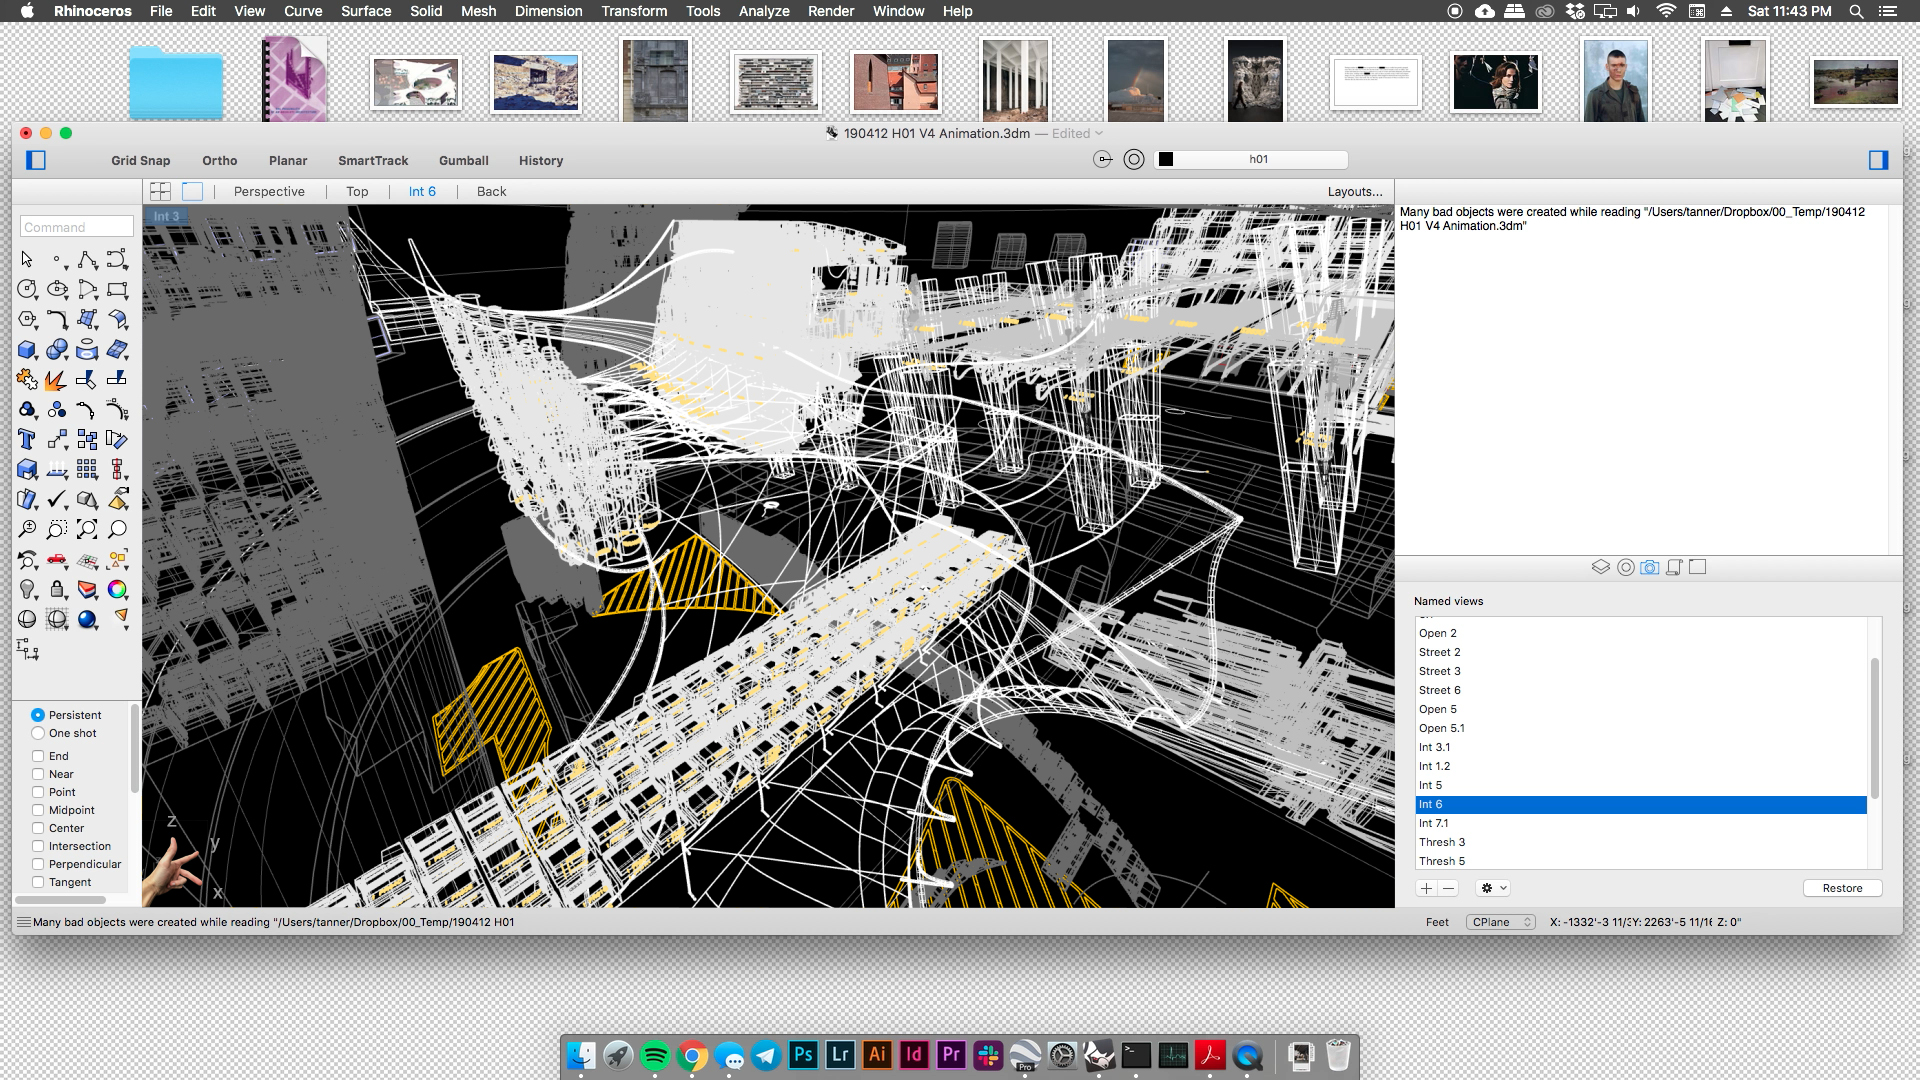 Rhinoceros File Edit View Curve Surface Solid Mesh Dimension Transform Tools Analyze Render Window Help Sat 11:43 PM
190412 H01 V4 Animation.3dm — Edited
Grid Snap Ortho Planar SmartTrack Gumball History h01
Perspective Top Int 6 Back Layouts...
Int 3
Command
Many bad objects were created while reading "/Users/tanner/Dropbox/00_Temp/190412
H01 V4 Animation.3dm"
Named views
Open 2
Street 2
Street 3
Street 6
Open 5
Open 5.1
Int 3.1
Int 1.2
Int 5
Int 6
Int 7.1
Thresh 3
Thresh 5
Restore
Persistent
One shot
End
Near
Point
Midpoint
Center
Intersection
Perpendicular
Tangent
z
y
x
Many bad objects were created while reading "/Users/tanner/Dropbox/00_Temp/190412 H01
Feet CPlane X: -1332'-3 11/3 Y: 2263'-5 11/16 Z: 0"
Ps Lr Ai Id Pr Pro